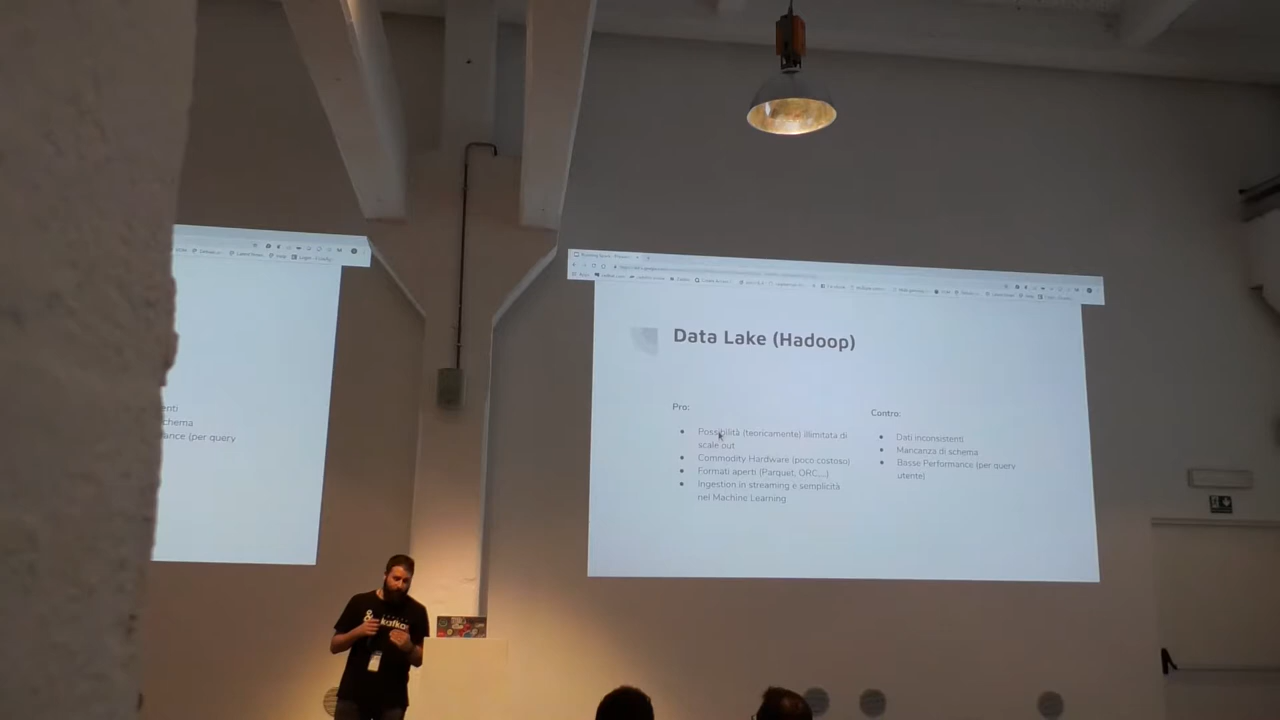 Data Lake (Hadoop)
Pro:
Possibilità (teoricamente) illimitata di
scale out
Commodity Hardware (poco costoso)
Formati aperti (Parquet, ORC,...)
Ingestion in streaming e semplicità
nel Machine Learning
Contro:
Dati inconsistenti
Mancanza di schema
Basse Performance (per query
utente)
enti
chema
ance (per query
kafka